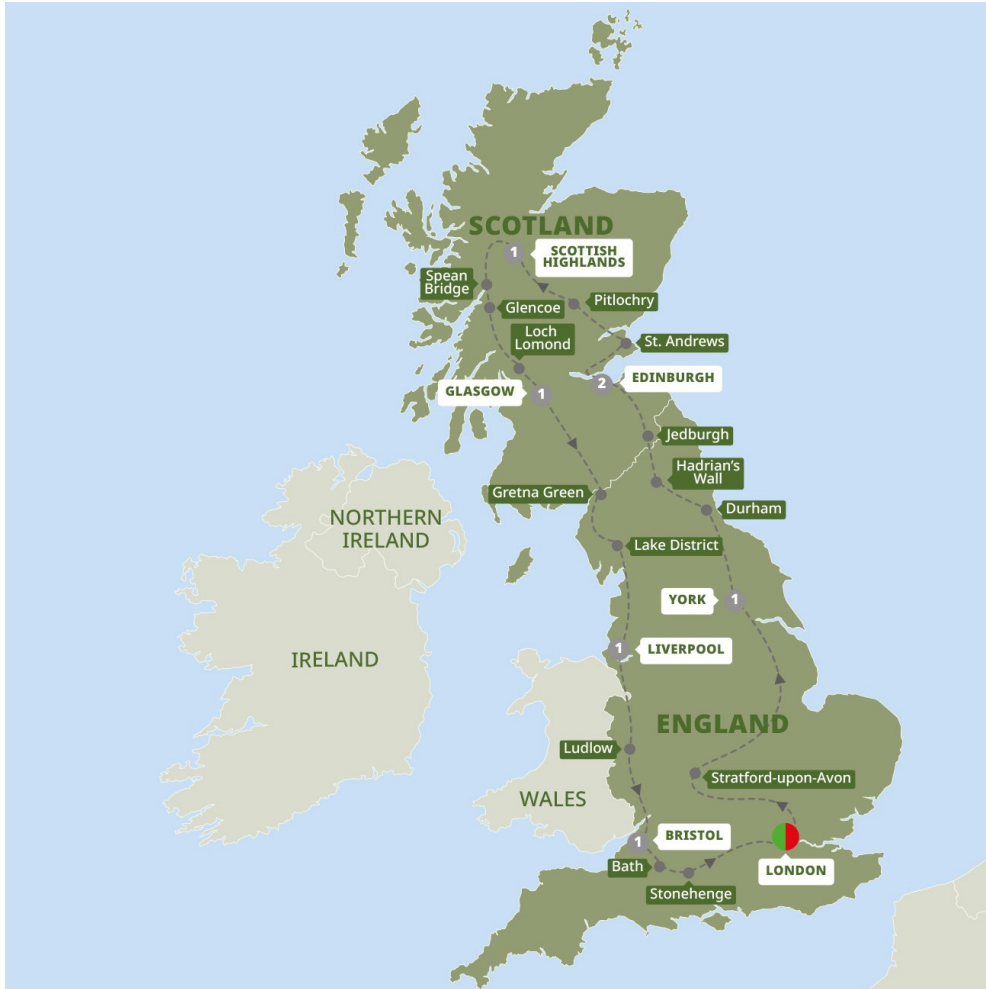 SCOTLAND
1
SCOTTISH
HIGHLANDS
Spean
Bridge
Pitlochry
Glencoe
Loch
Lomond
St. Andrews
2
EDINBURGH
GLASGOW
1
Jedburgh
Hadrian's
Wall
Gretna Green
Durham
NORTHERN
IRELAND
Lake District
YORK
1
1
LIVERPOOL
IRELAND
ENGLAND
Ludlow
Stratford-upon-Avon
WALES
1
BRISTOL
Bath
LONDON
Stonehenge